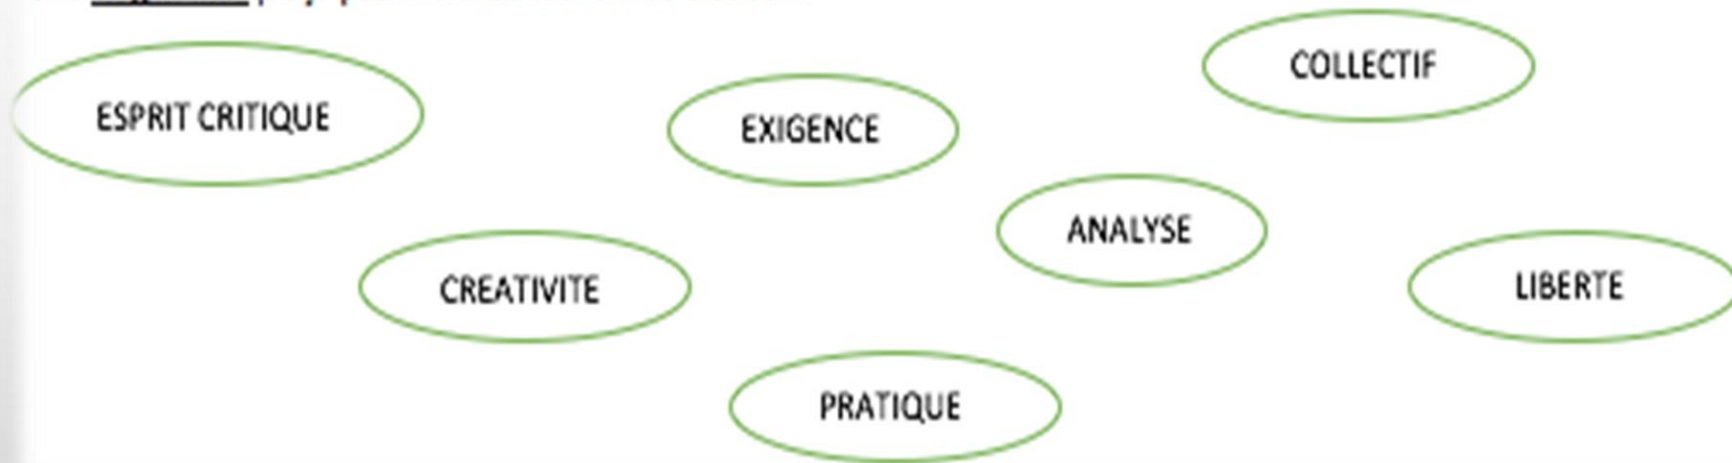 COLLECTIF
ESPRIT CRITIQUE
EXIGENCE
ANALYSE
CREATIVITE
LIBERTE
PRATIQUE